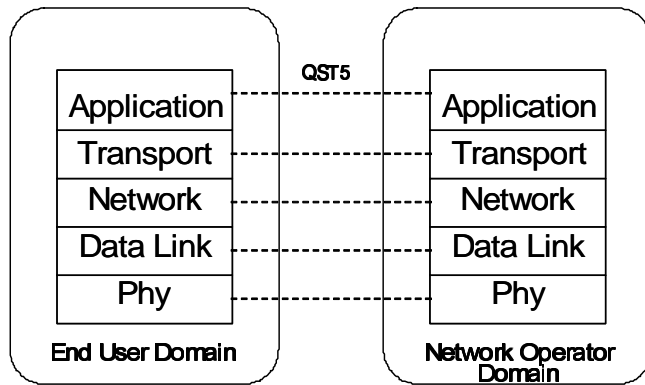 QST5
Application
Application
Transport
Transport
Network
Network
Data Link
Data Link
Phy
Phy
End User Domain
Network Operator
Domain